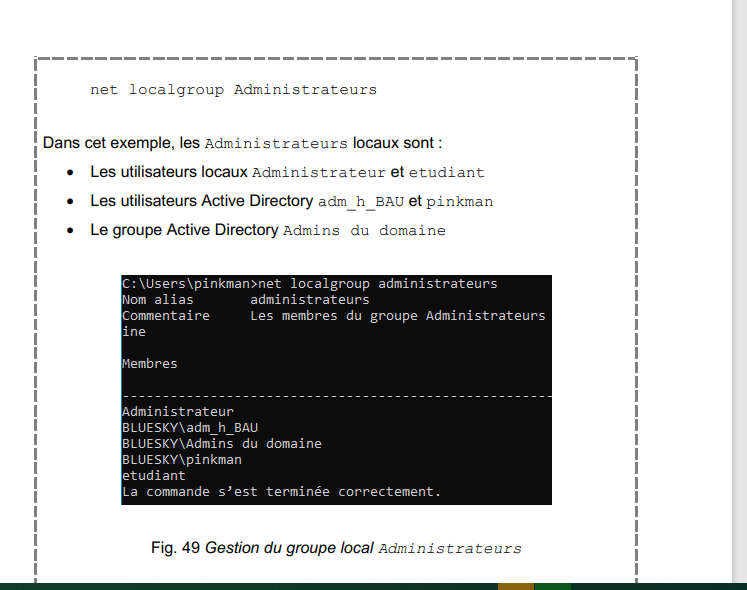 net localgroup Administrateurs
Dans cet exemple, les Administrateurs locaux sont :
• Les utilisateurs locaux Administrateur et etudiant
• Les utilisateurs Active Directory adm_h_BAU et pinkman
• Le groupe Active Directory Admins du domaine
C:\Users\pinkman>net localgroup administrateurs
Nom alias administrateurs
Commentaire Les membres du groupe Administrateurs
ine
Membres
-------------------------------------------------------
Administrateur
BLUESKY\adm_h_BAU
BLUESKY\Admins du domaine
BLUESKY\pinkman
etudiant
La commande s’est terminée correctement.
Fig. 49 Gestion du groupe local Administrateurs